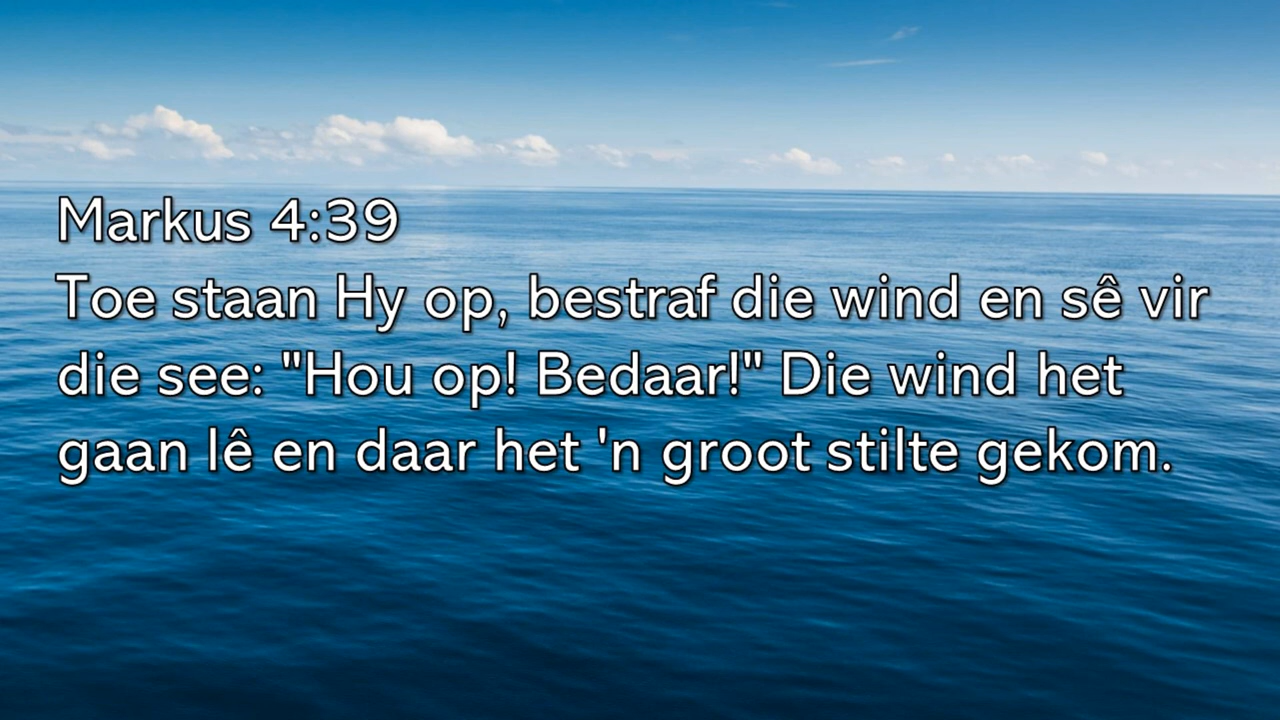 Markus 4:39
Toe staan Hy op, bestraf die wind en sê vir
die see: "Hou op! Bedaar!" Die wind het
gaan lê en daar het 'n groot stilte gekom.